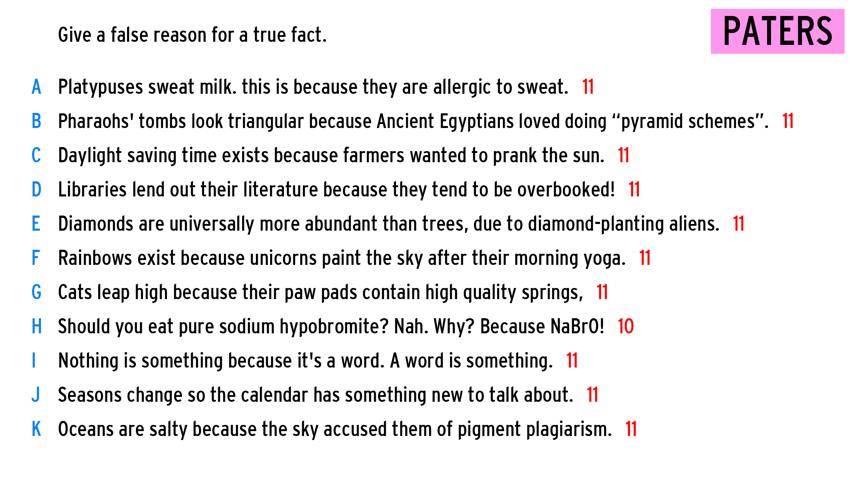 Give a false reason for a true fact.
PATERS
A Platypuses sweat milk. this is because they are allergic to sweat. 11
B Pharaohs' tombs look triangular because Ancient Egyptians loved doing “pyramid schemes”. 11
C Daylight saving time exists because farmers wanted to prank the sun. 11
D Libraries lend out their literature because they tend to be overbooked! 11
E Diamonds are universally more abundant than trees, due to diamond-planting aliens. 11
F Rainbows exist because unicorns paint the sky after their morning yoga. 11
G Cats leap high because their paw pads contain high quality springs, 11
H Should you eat pure sodium hypobromite? Nah. Why? Because NaBrO! 10
I Nothing is something because it's a word. A word is something. 11
J Seasons change so the calendar has something new to talk about. 11
K Oceans are salty because the sky accused them of pigment plagiarism. 11